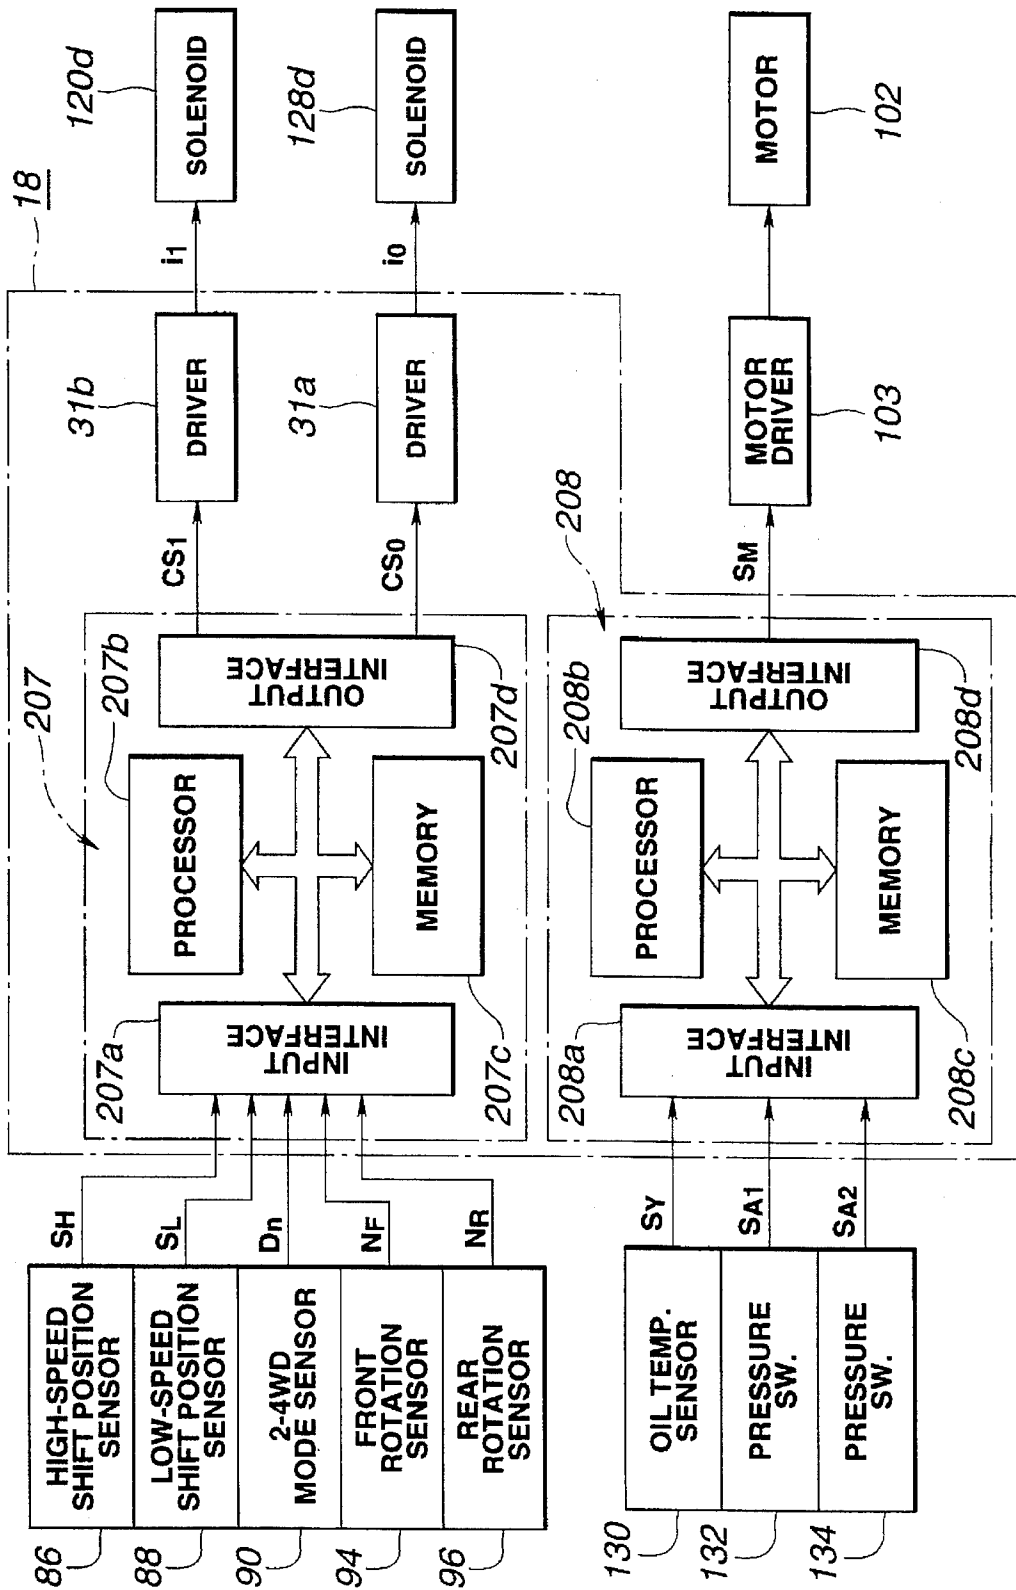 18
86
HIGH-SPEED
SHIFT POSITION
SENSOR
SH
88
LOW-SPEED
SHIFT POSITION
SENSOR
SL
90
2-4WD
MODE SENSOR
Dn
94
FRONT
ROTATION
SENSOR
NF
96
REAR
ROTATION
SENSOR
NR
207
207a
INPUT
INTERFACE
207b
PROCESSOR
207c
MEMORY
207d
OUTPUT
INTERFACE
CS1
31b
DRIVER
i1
120d
SOLENOID
CS0
31a
DRIVER
i0
128d
SOLENOID
130
OIL TEMP.
SENSOR
SY
132
PRESSURE
SW.
SA1
134
PRESSURE
SW.
SA2
208
208a
INPUT
INTERFACE
208b
PROCESSOR
208c
MEMORY
208d
OUTPUT
INTERFACE
SM
MOTOR
DRIVER
103
MOTOR
102